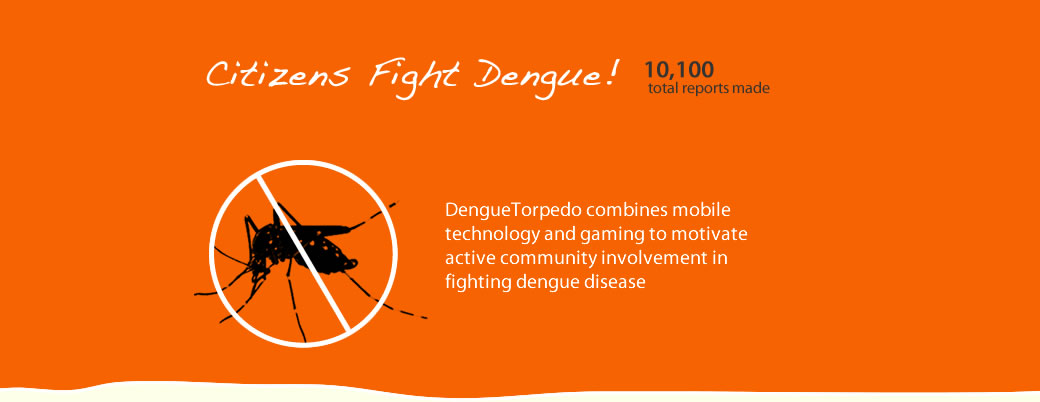 Citizens Fight Dengue!
10,100
total reports made
DengueTorpedo combines mobile
technology and gaming to motivate
active community involvement in
fighting dengue disease